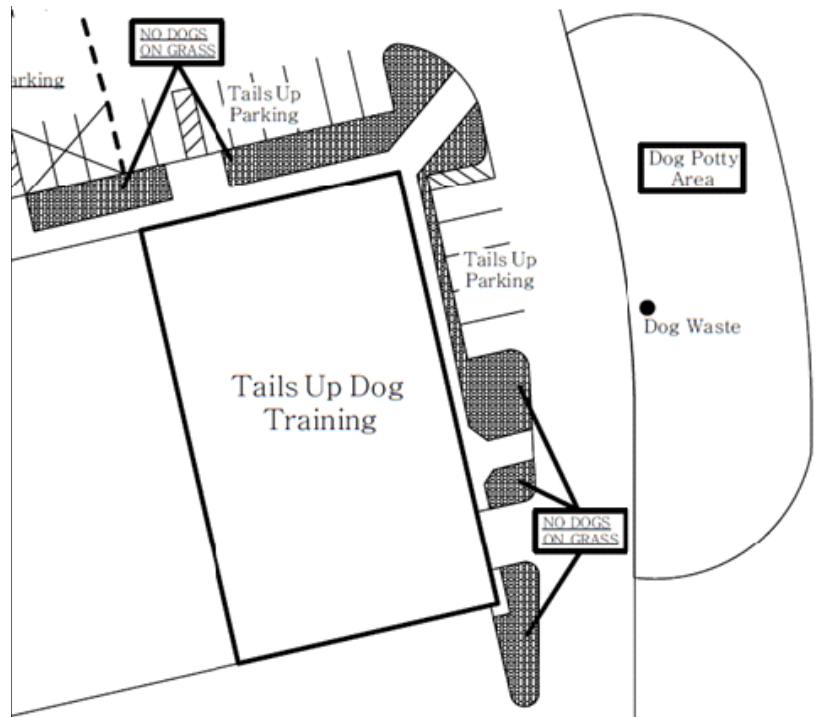 NO DOGS
ON GRASS
arking
Tails Up
Parking
Dog Potty
Area
Tails Up
Parking
Dog Waste
Tails Up Dog
Training
NO DOGS
ON GRASS